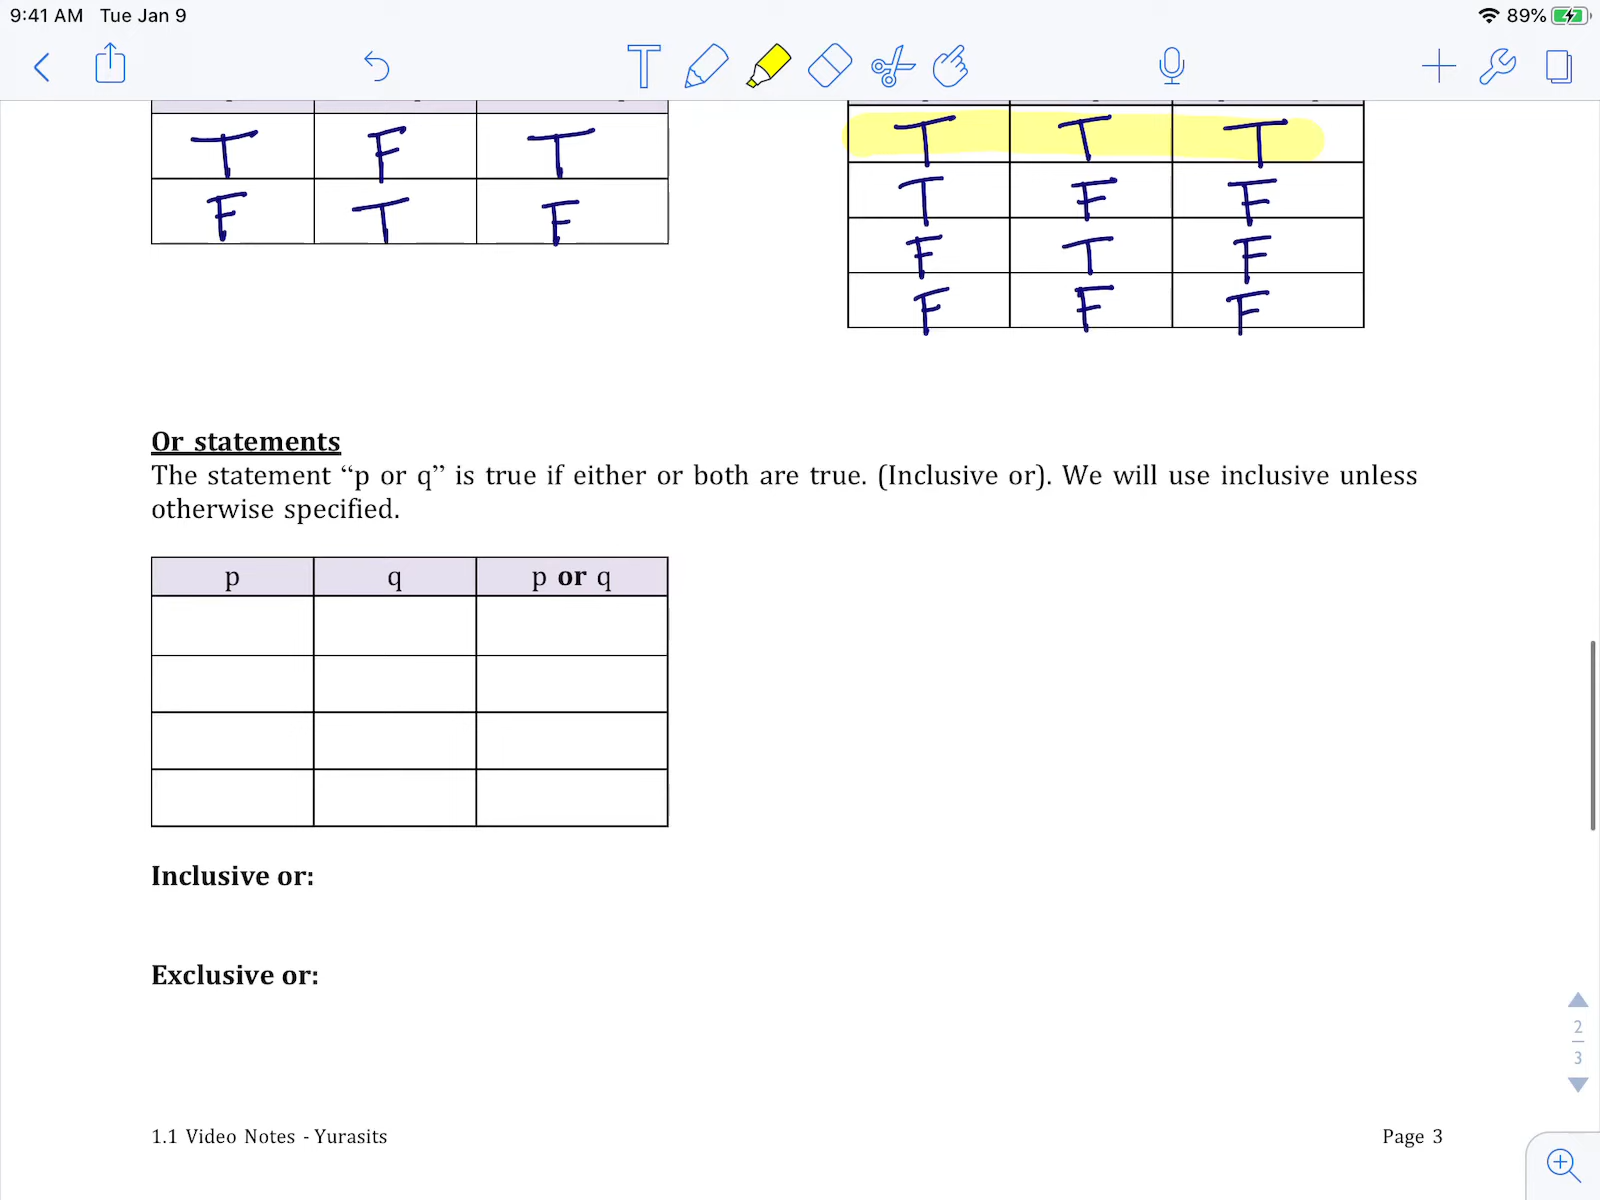 9:41 AM Tue Jan 9
89%
T F T
F T F
T T T
T F F
F T F
F F F
Or statements
The statement “p or q” is true if either or both are true. (Inclusive or). We will use inclusive unless
otherwise specified.
p q p or q
Inclusive or:
Exclusive or:
2
3
1.1 Video Notes - Yurasits
Page 3